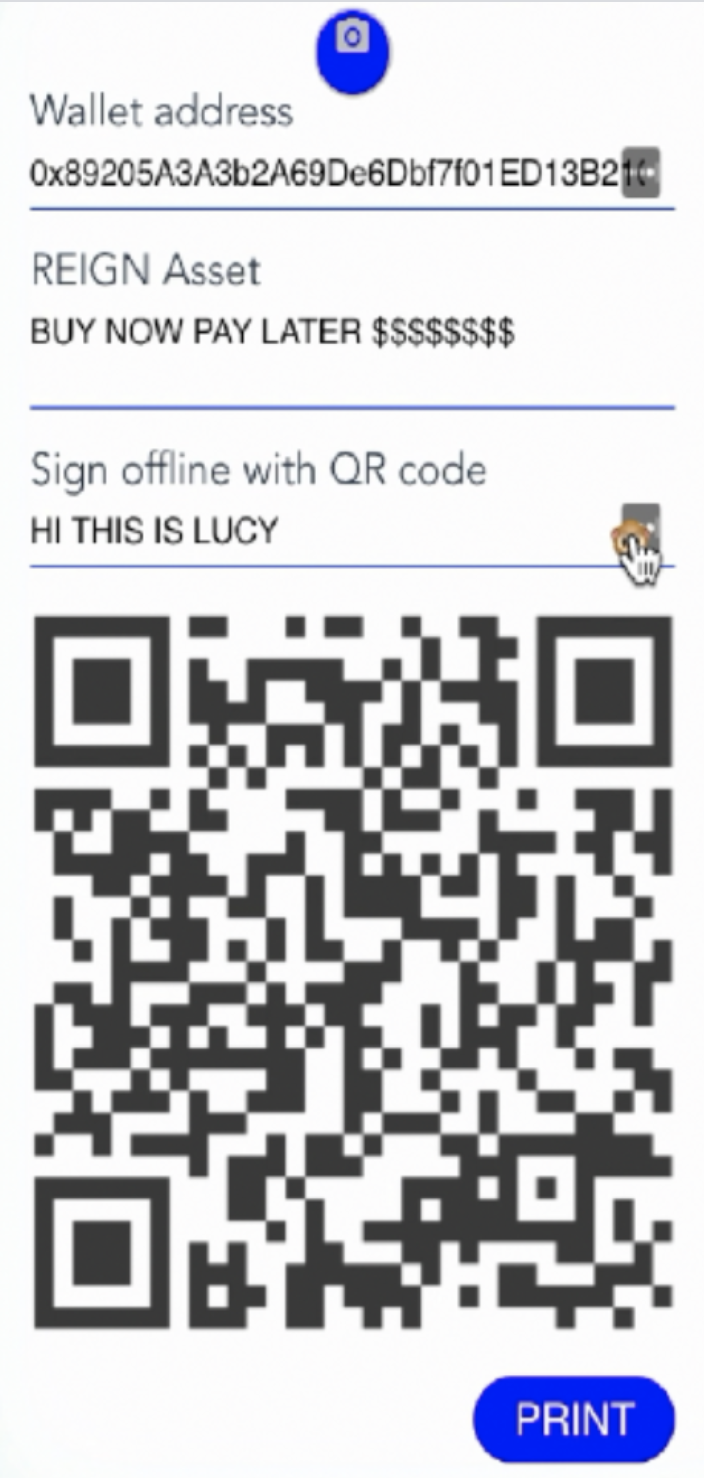 Wallet address
0x89205A3A3b2A69De6Dbf7f01ED13B21
REIGN Asset
BUY NOW PAY LATER $$$$$$$$
Sign offline with QR code
HI THIS IS LUCY
PRINT